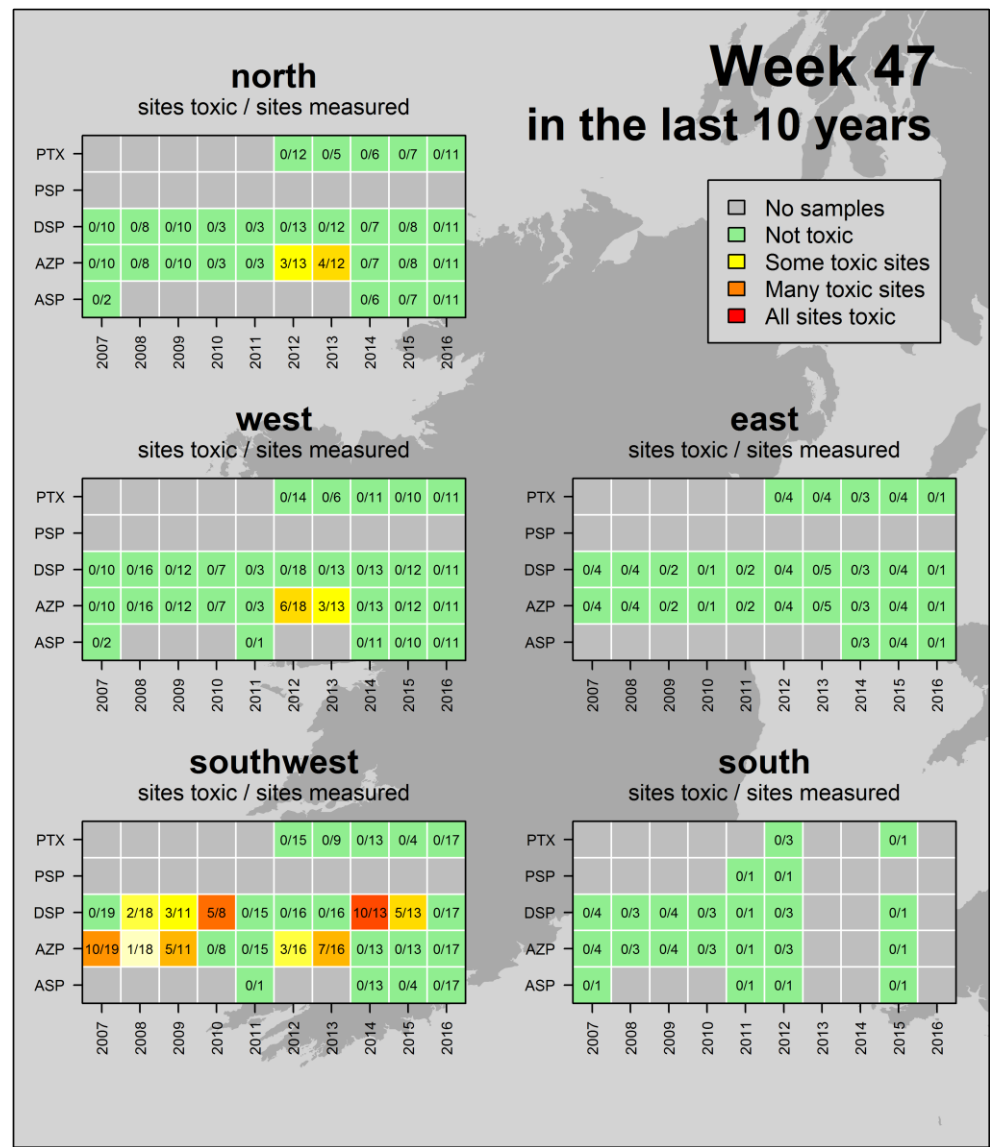 Week 47
in the last 10 years
No samples
Not toxic
Some toxic sites
Many toxic sites
All sites toxic
north
sites toxic / sites measured
PTX 0/12 0/5 0/6 0/7 0/11
PSP
DSP 0/10 0/8 0/10 0/3 0/3 0/13 0/12 0/7 0/8 0/11
AZP 0/10 0/8 0/10 0/3 0/3 3/13 4/12 0/7 0/8 0/11
ASP 0/2 0/6 0/7 0/11
2007 2008 2009 2010 2011 2012 2013 2014 2015 2016
west
sites toxic / sites measured
PTX 0/14 0/6 0/11 0/10 0/11
PSP
DSP 0/10 0/16 0/12 0/7 0/3 0/18 0/13 0/13 0/12 0/11
AZP 0/10 0/16 0/12 0/7 0/3 6/18 3/13 0/13 0/12 0/11
ASP 0/2 0/1 0/11 0/10 0/11
2007 2008 2009 2010 2011 2012 2013 2014 2015 2016
east
sites toxic / sites measured
PTX 0/4 0/4 0/3 0/4 0/1
PSP
DSP 0/4 0/4 0/2 0/1 0/2 0/4 0/5 0/3 0/4 0/1
AZP 0/4 0/4 0/2 0/1 0/2 0/4 0/5 0/3 0/4 0/1
ASP 0/3 0/4 0/1
2007 2008 2009 2010 2011 2012 2013 2014 2015 2016
southwest
sites toxic / sites measured
PTX 0/15 0/9 0/13 0/4 0/17
PSP
DSP 0/19 2/18 3/11 5/8 0/15 0/16 0/16 10/13 5/13 0/17
AZP 10/19 1/18 5/11 0/8 0/15 3/16 7/16 0/13 0/13 0/17
ASP 0/1 0/13 0/4 0/17
2007 2008 2009 2010 2011 2012 2013 2014 2015 2016
south
sites toxic / sites measured
PTX 0/3 0/1
PSP 0/1 0/1
DSP 0/4 0/3 0/4 0/3 0/1 0/3 0/1
AZP 0/4 0/3 0/4 0/3 0/1 0/3 0/1
ASP 0/1 0/1 0/1 0/1
2007 2008 2009 2010 2011 2012 2013 2014 2015 2016